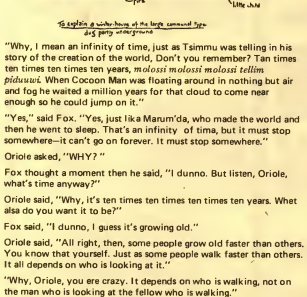 Little child
To explain a winter-house of the large communal type
dug partly underground
"Why, I mean an infinity of time, just as Tsimmu was telling in his
story of the creation of the world, Don't you remember? Tan times
ten times ten times ten years, molossi molossi molossi tellim
piduuwi. When Cocoon Man was floating around in nothing but air
and fog he waited a million years for that cloud to come near
enough so he could jump on it."
"Yes," said Fox. "Yes, just lika Marum'da, who made the world and
then he went to sleep. That's an infinity of tima, but it must stop
somewhere—it can't go on forever. It must stop somewhere."
Oriole asked, "WHY? "
Fox thought a moment then he said, "I dunno. But listen, Oriole,
what's time anyway?"
Oriole said, "Why, it's ten times ten times ten times ten years. Whet
alsa do you want it to be?"
Fox said, "I dunno, I guess it's growing old."
Oriole said, "All right, then, some people grow old faster than others.
You know that yourself. Just as some people walk faster than others.
It all depends on who is looking at it."
"Why, Oriole, you ere crazy. It depends on who is walking, not on
the man who is looking at the fellow who is walking."